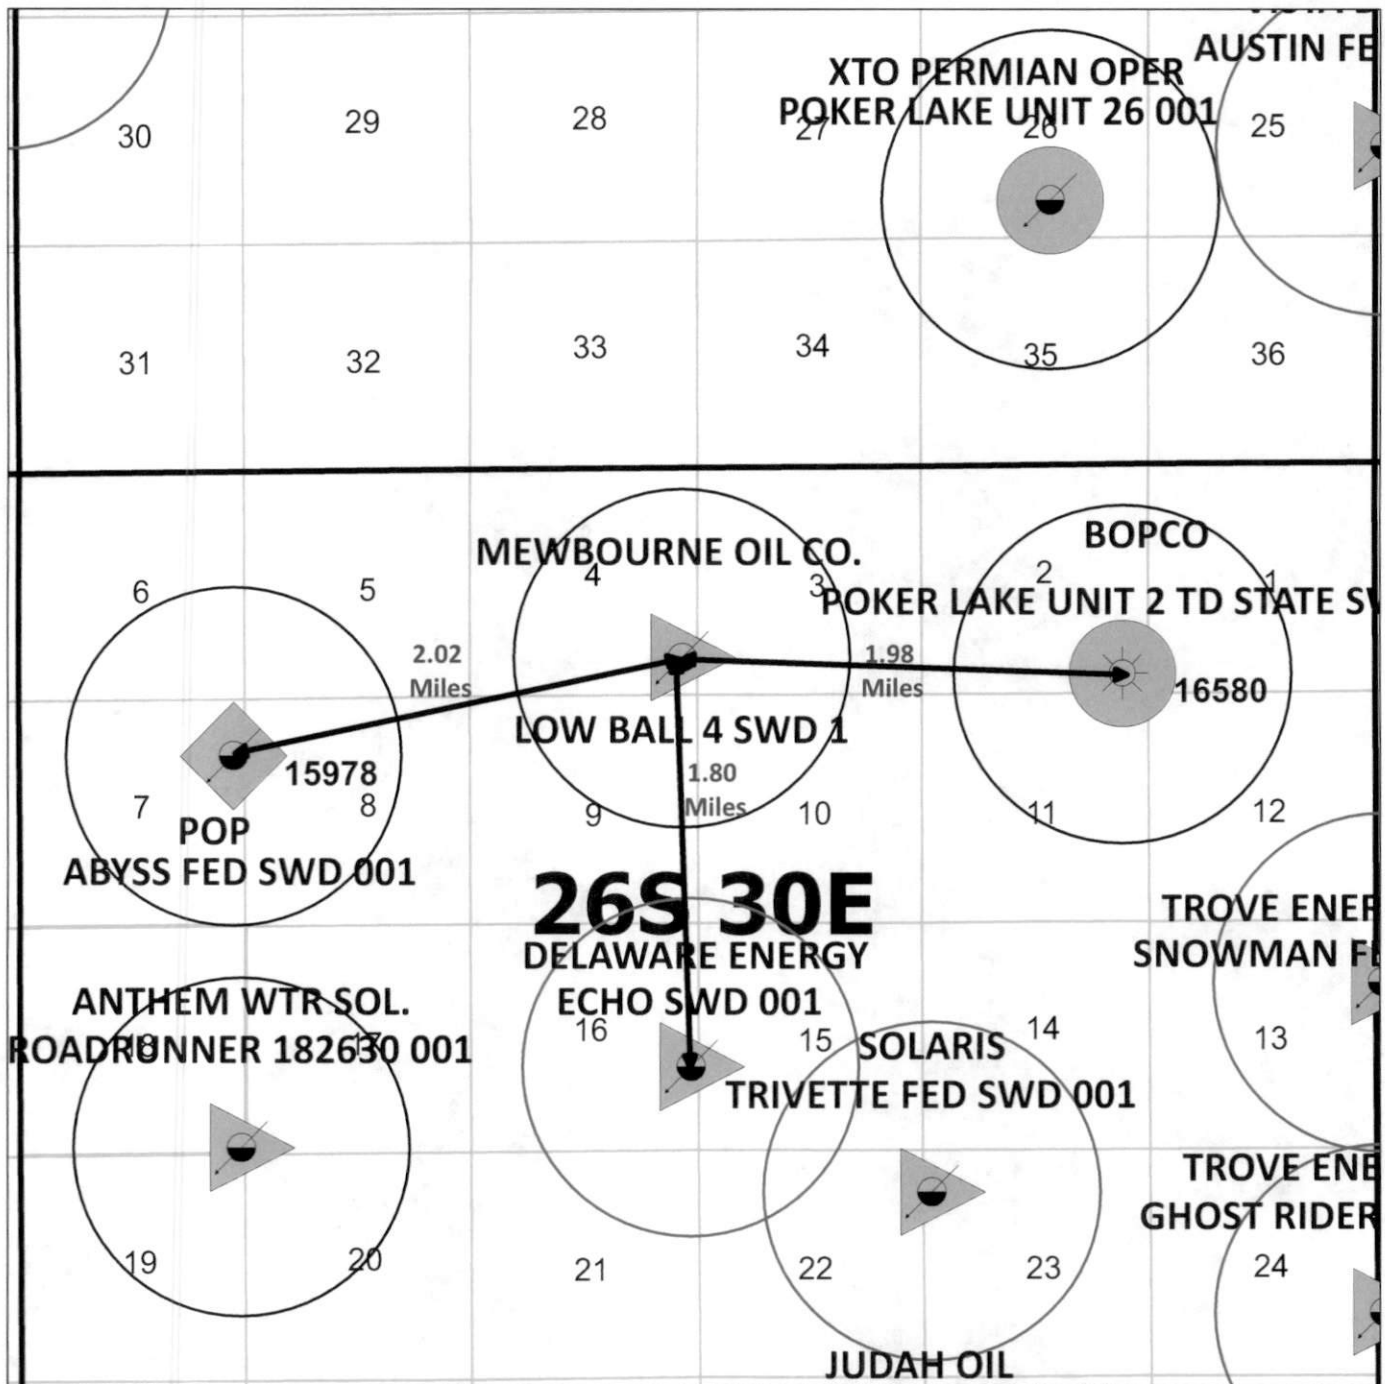 AUSTIN FE
XTO PERMIAN OPER
POKER LAKE UNIT 26 001
30
29
28
27
26
25
31
32
33
34
35
36
MEWBOURNE OIL CO.
BOPCO
6
5
4
3
2
1
POKER LAKE UNIT 2 TD STATE SV
2.02
Miles
1.98
Miles
16580
LOW BALL 4 SWD 1
15978
1.80
Miles
7
8
9
10
11
12
POP
ABYSS FED SWD 001
26S 30E
TROVE ENER
SNOWMAN FE
DELAWARE ENERGY
ECHO SWD 001
ANTHEM WTR SOL.
ROADRUNNER 182630 001
18
17
16
15
14
13
SOLARIS
TRIVETTE FED SWD 001
TROVE ENE
GHOST RIDER
19
20
21
22
23
24
JUDAH OIL